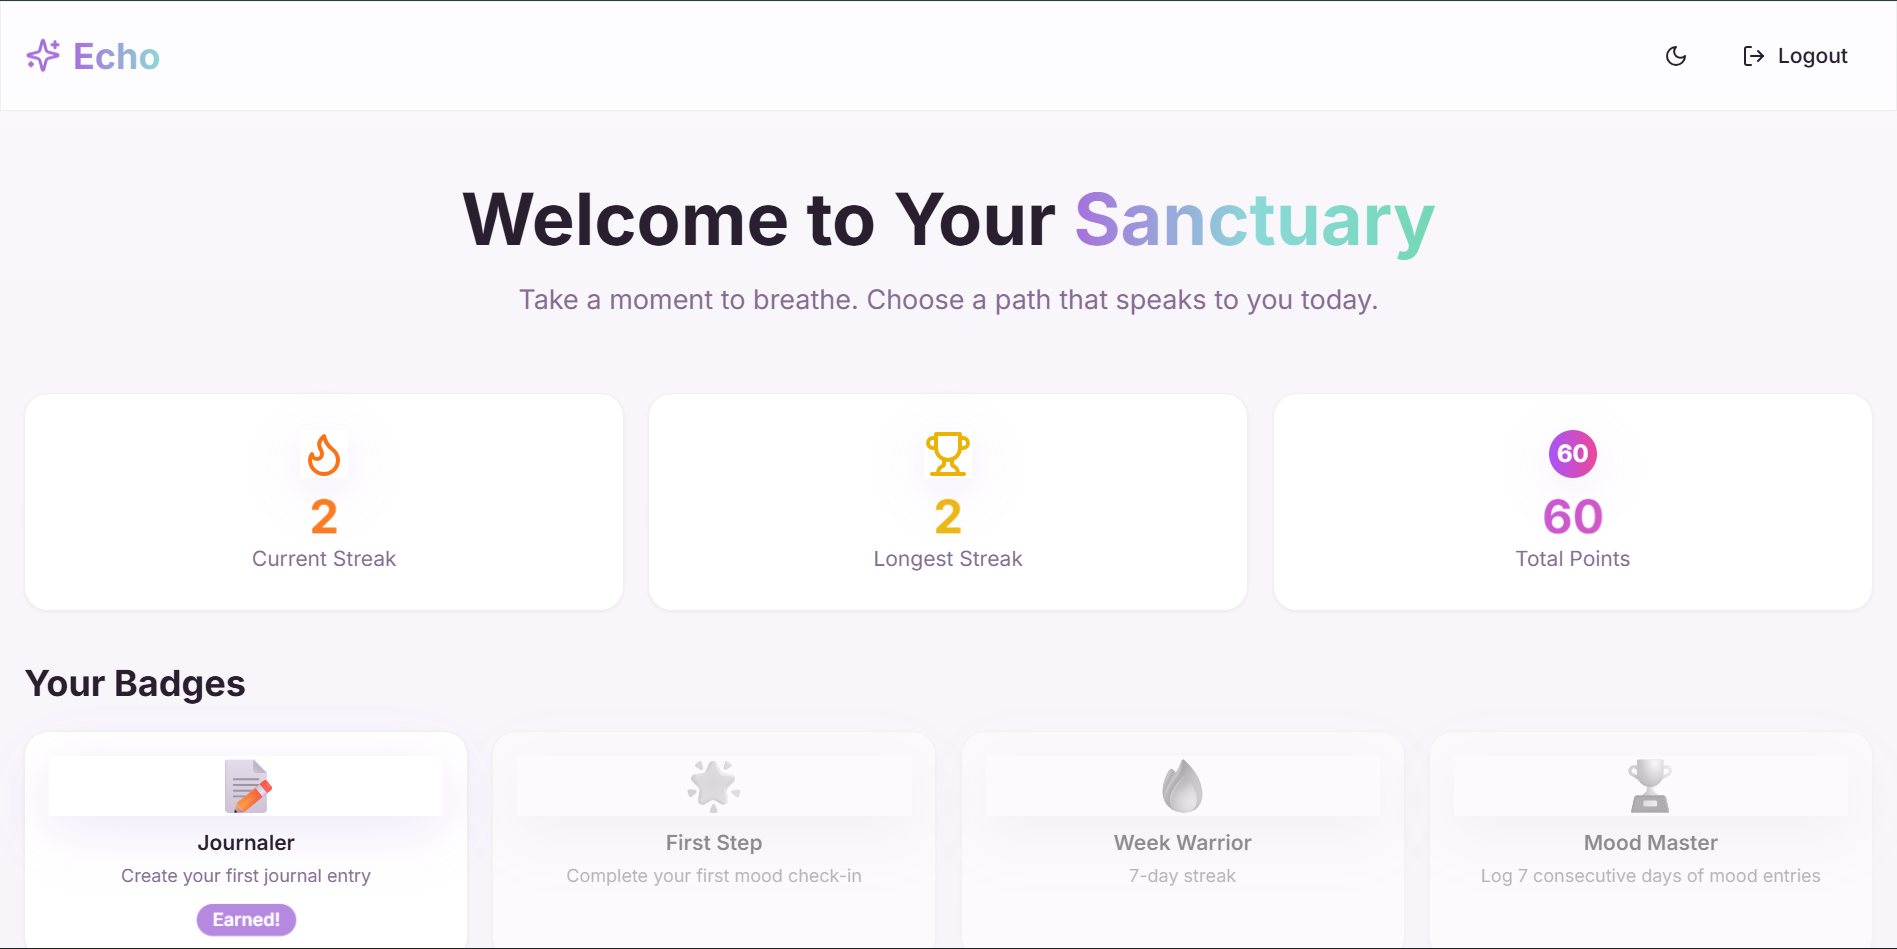 Echo
Logout
Welcome to Your Sanctuary
Take a moment to breathe. Choose a path that speaks to you today.
2
Current Streak
2
Longest Streak
60
60
Total Points
Your Badges
Journaler
Create your first journal entry
Earned!
First Step
Complete your first mood check-in
Week Warrior
7-day streak
Mood Master
Log 7 consecutive days of mood entries